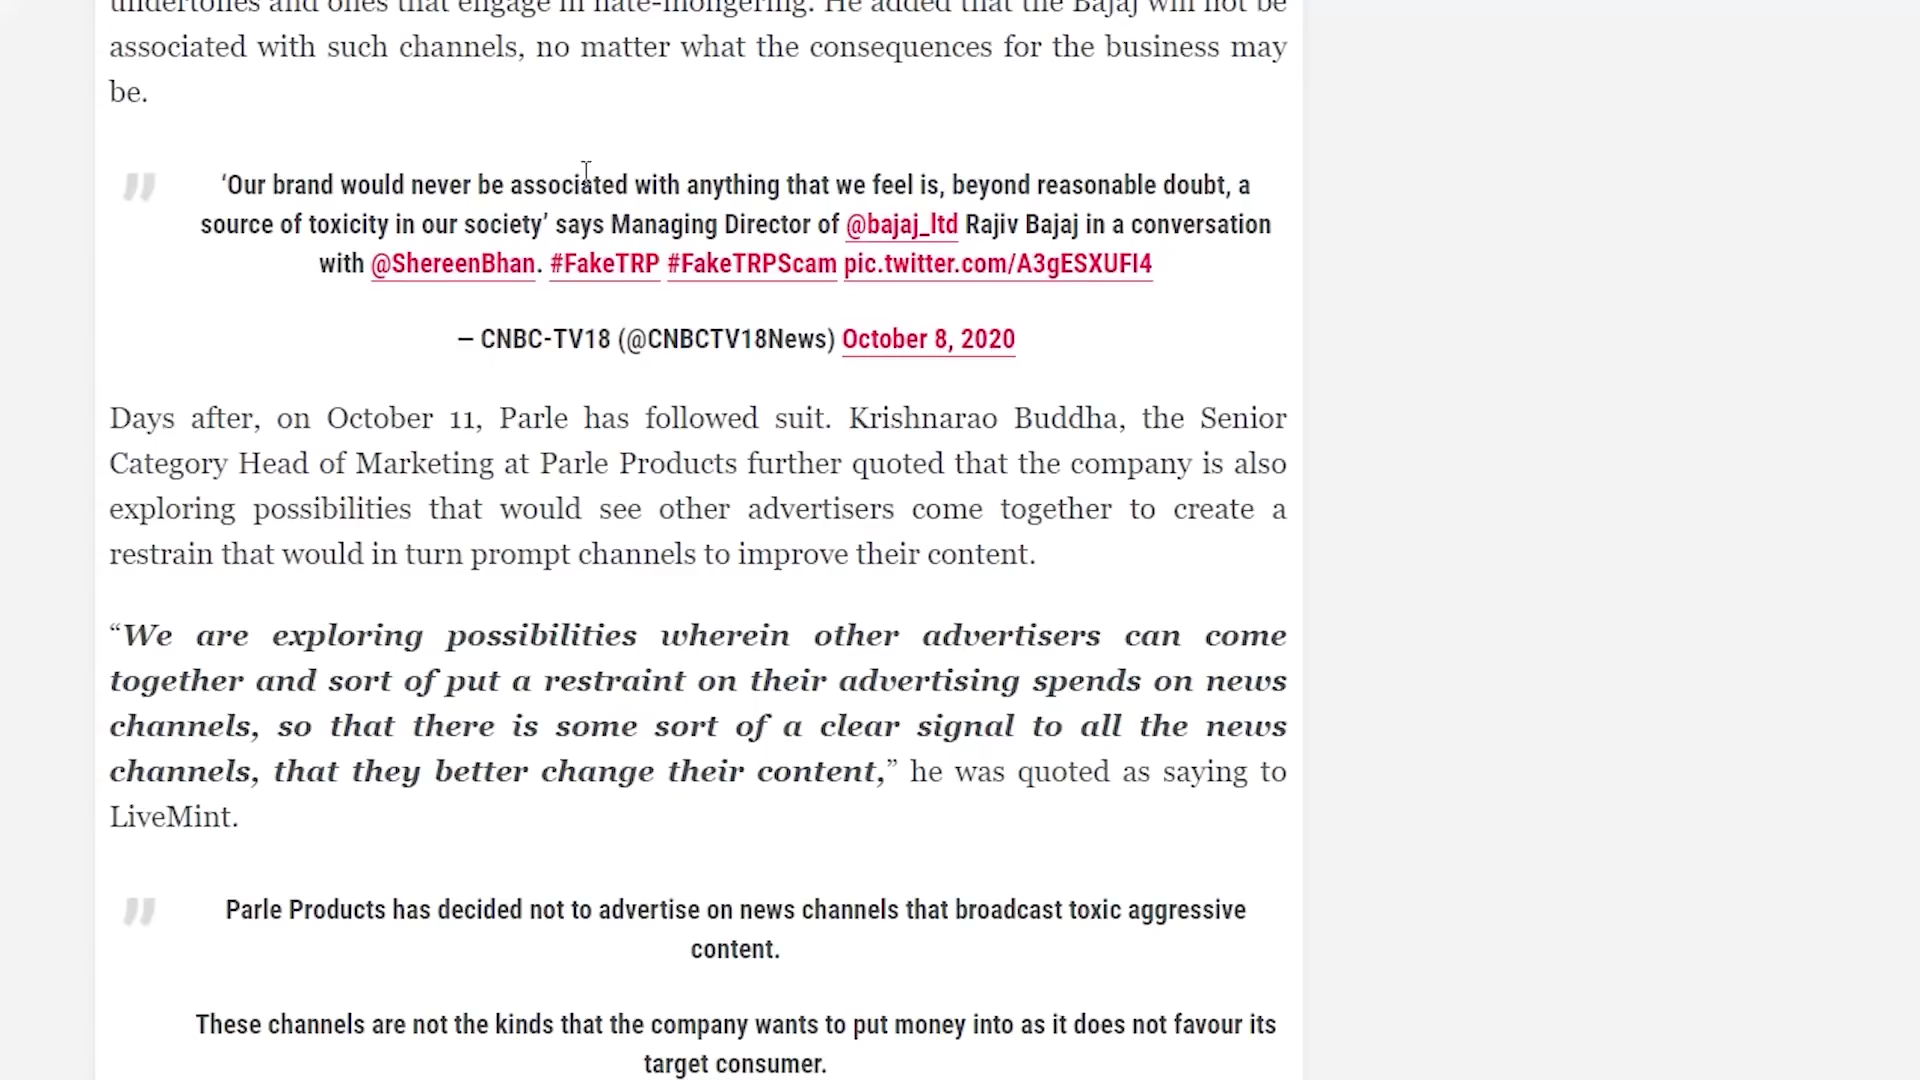 undertones and ones that engage in hate-mongering. He added that the Bajaj will not be
associated with such channels, no matter what the consequences for the business may
be.
‘Our brand would never be associated with anything that we feel is, beyond reasonable doubt, a
source of toxicity in our society’ says Managing Director of @bajaj_ltd Rajiv Bajaj in a conversation
with @ShereenBhan. #FakeTRP #FakeTRPScam pic.twitter.com/A3gESXUFI4
— CNBC-TV18 (@CNBCTV18News) October 8, 2020
Days after, on October 11, Parle has followed suit. Krishnarao Buddha, the Senior
Category Head of Marketing at Parle Products further quoted that the company is also
exploring possibilities that would see other advertisers come together to create a
restrain that would in turn prompt channels to improve their content.
“We are exploring possibilities wherein other advertisers can come
together and sort of put a restraint on their advertising spends on news
channels, so that there is some sort of a clear signal to all the news
channels, that they better change their content,” he was quoted as saying to
LiveMint.
Parle Products has decided not to advertise on news channels that broadcast toxic aggressive
content.
These channels are not the kinds that the company wants to put money into as it does not favour its
target consumer.